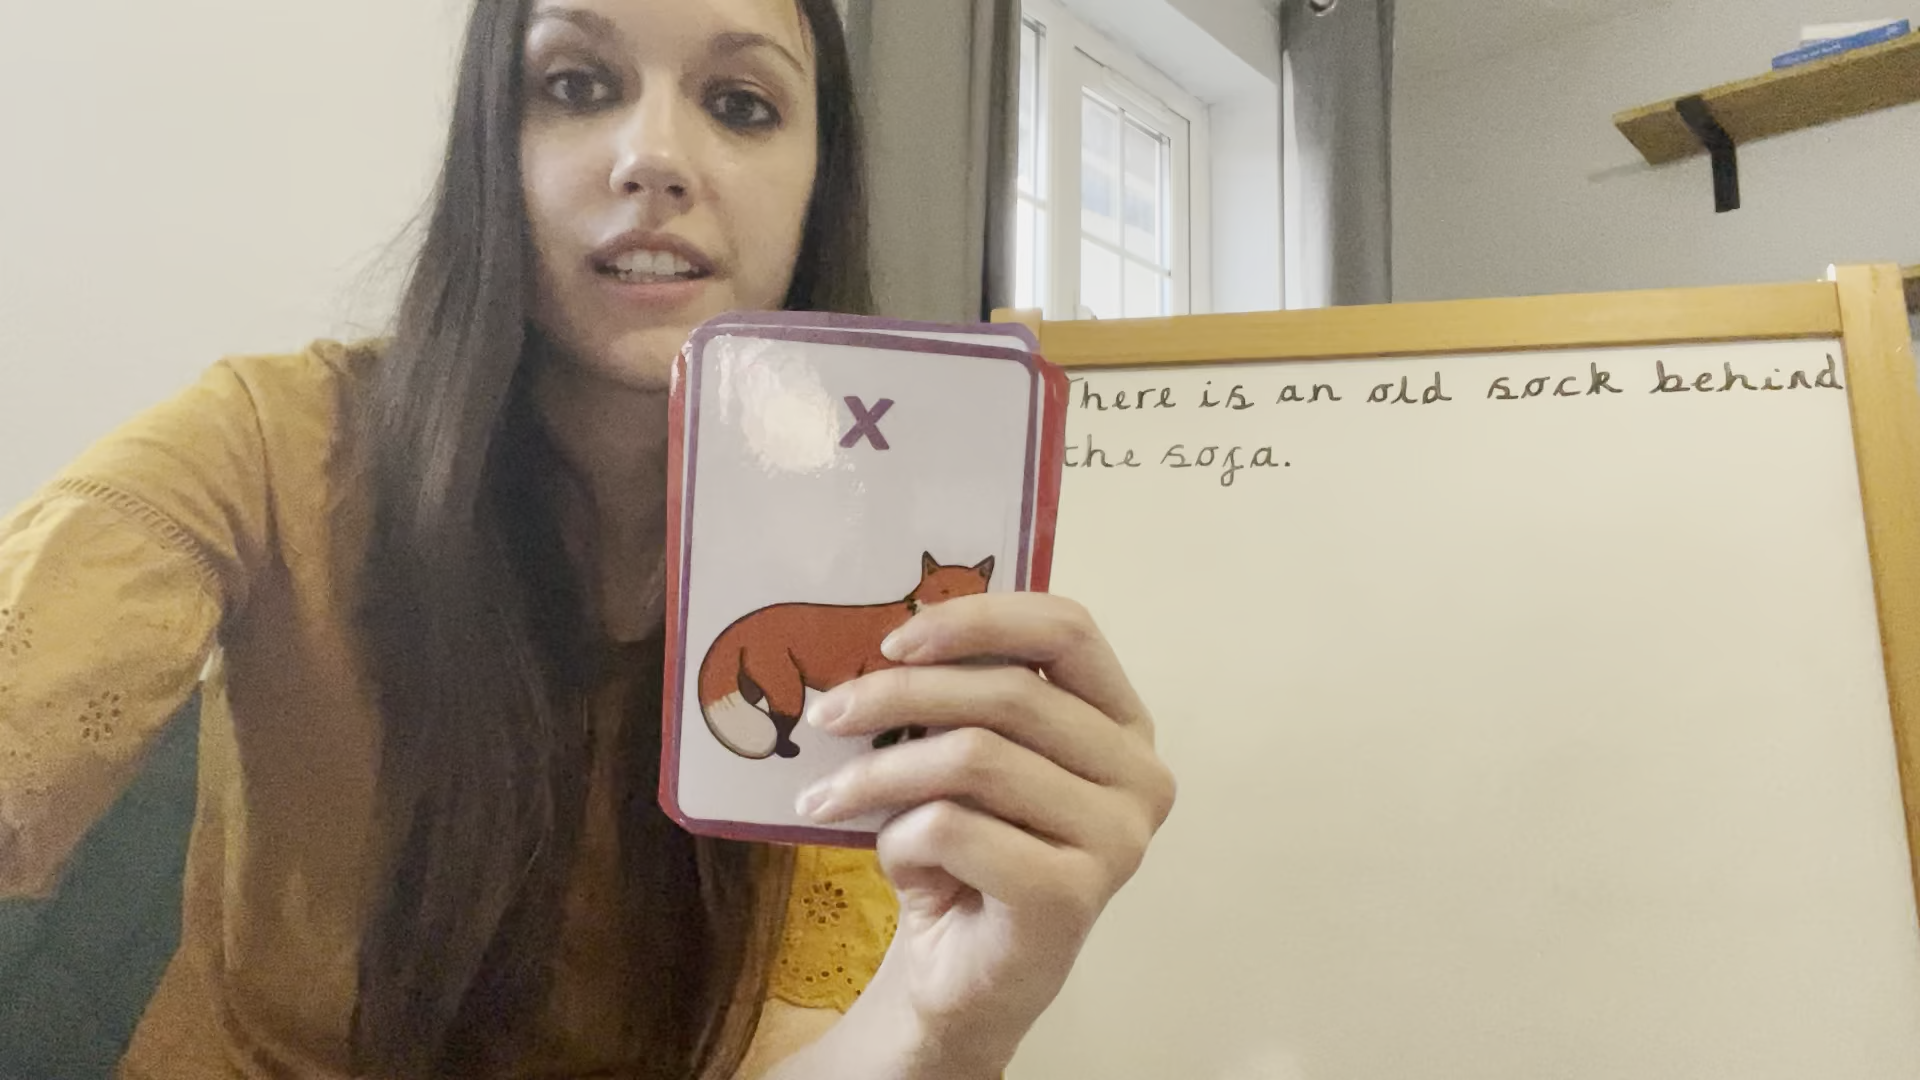 x
There is an old sock behind
the sofa.